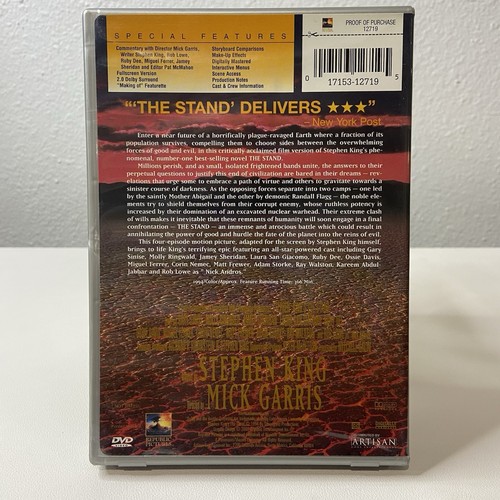 SPECIAL FEATURES
Commentary with Director Mick Garris,
Writer Stephen King, Rob Lowe,
Ruby Dee, Miguel Ferrer, Jamey
Sheridan and Editor Pat McMahon
Fullscreen Version
2.0 Dolby Surround
"Making of" Featurette
Storyboard Comparisons
Make-Up Effects
Digitally Mastered
Interactive Menus
Scene Access
Production Notes
Cast & Crew Information
PROOF OF PURCHASE
12719
17153-12719
5
"'THE STAND' DELIVERS ★★★"
– New York Post
Enter a near future of a horrifically plague-ravaged Earth where a fraction of its
population survives, compelling them to choose sides between the overwhelming
forces of good and evil, in this critically-acclaimed film version of Stephen King's phe-
nomenal, number-one best-selling novel THE STAND.
Millions perish, and as small, isolated frightened hands unite, the answers to their
perpetual questions to justify this end of civilization are bared in their dreams — rev-
elations that urge some to embrace a path of virtue and others to gravitate towards a
sinister course of darkness. As the opposing forces separate into two camps — one led
by the saintly Mother Abigail and the other by demonic Randall Flagg — the noble ele-
ments try to shield themselves from their corrupt enemy, whose ruthless potency is
increased by their domination of an excavated nuclear warhead. Their extreme clash
of wills makes it inevitable that these remnants of humanity will soon engage in a final
confrontation — THE STAND — an immense and atrocious battle which could result in
annihilating the power of good and hurdle the fate of the planet into the reins of evil.
This four-episode motion picture, adapted for the screen by Stephen King himself,
brings to life King's terrifying epic featuring an all-star-powered cast including Gary
Sinise, Molly Ringwald, Jamey Sheridan, Laura San Giacomo, Ruby Dee, Ossie Davis,
Miguel Ferrer, Corin Nemec, Matt Frewer, Adam Storke, Ray Walston, Kareem Abdul-
Jabbar and Rob Lowe as "Nick Andros."
1994/Color/Approx. Feature Running Time: 366 Min.
STEPHEN KING
MICK GARRIS
DVD
VIDEO
REPUBLIC PICTURES
DISTRIBUTED BY
ARTISAN